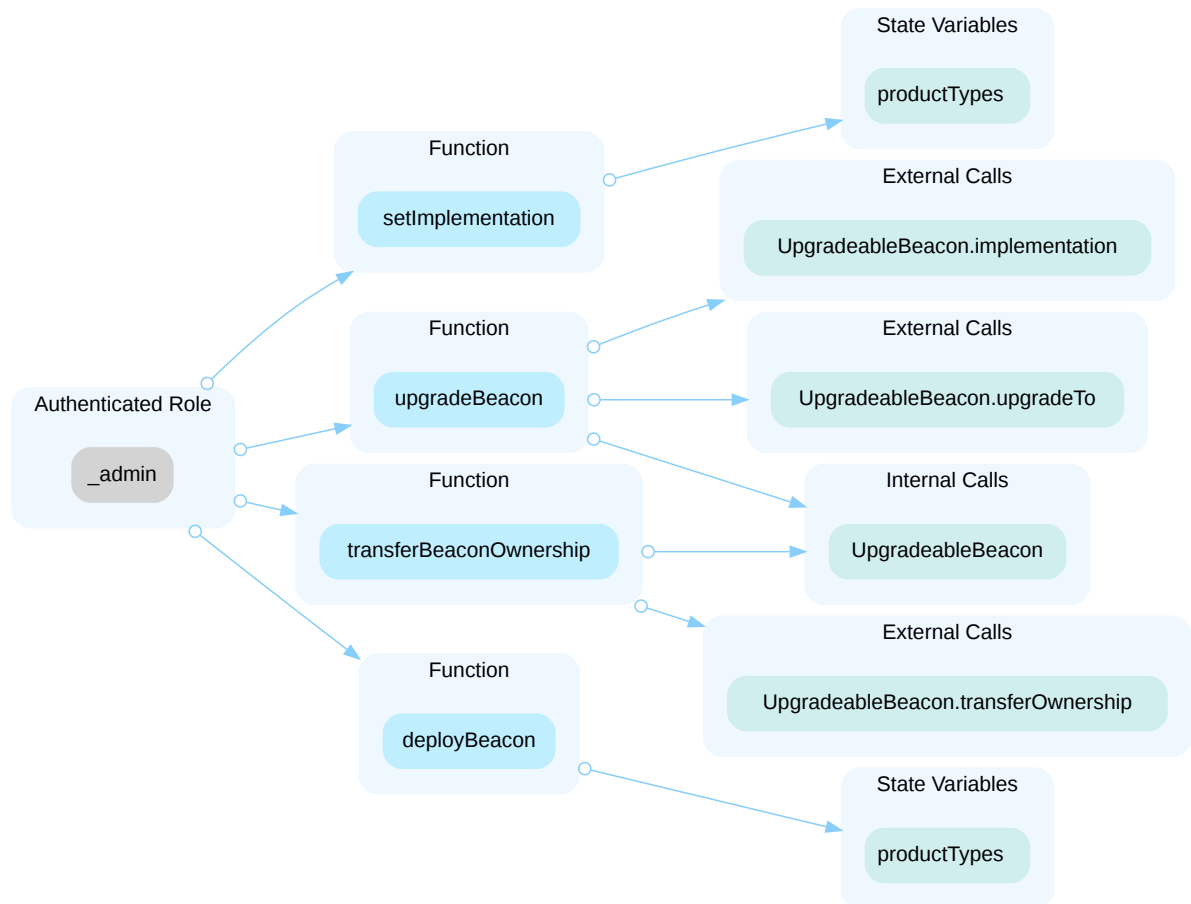 State Variables
productTypes
Function
setImplementation
External Calls
UpgradeableBeacon.implementation
Function
upgradeBeacon
External Calls
UpgradeableBeacon.upgradeTo
Authenticated Role
_admin
Function
transferBeaconOwnership
Internal Calls
UpgradeableBeacon
External Calls
UpgradeableBeacon.transferOwnership
Function
deployBeacon
State Variables
productTypes